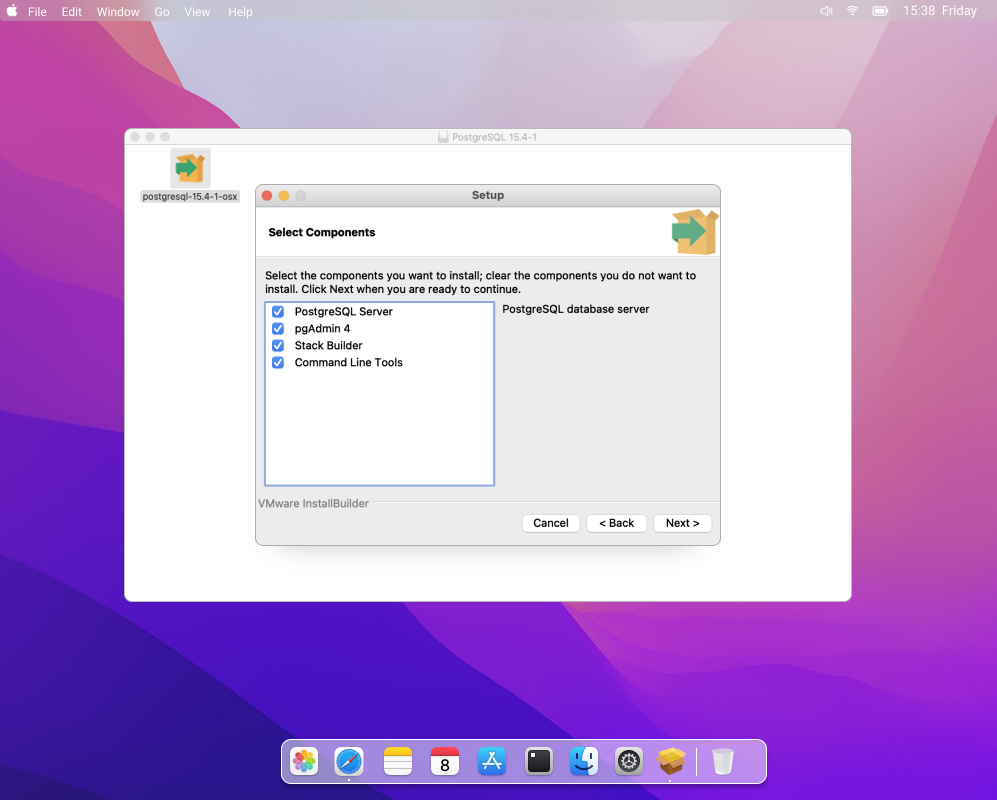 File Edit Window Go View Help 15:38 Friday
PostgreSQL 15.4-1
postgresql-15.4-1-osx
Setup
Select Components
Select the components you want to install; clear the components you do not want to
install. Click Next when you are ready to continue.
PostgreSQL Server
pgAdmin 4
Stack Builder
Command Line Tools
PostgreSQL database server
VMware InstallBuilder
Cancel < Back Next >
8